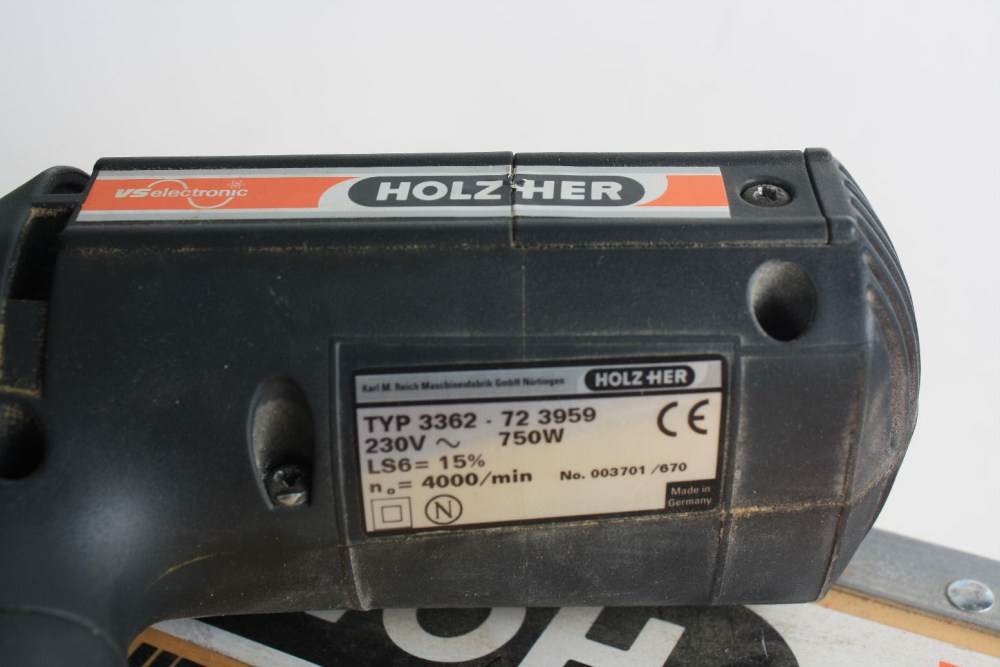 VS electronic HOLZ-HER
Karl M. Reich Maschinenfabrik GmbH Nürtingen HOLZ-HER
TYP 3362 · 72 3959
230V ~ 750W
CE
LS6= 15%
n₀= 4000/min No. 003701 /670
N
Made in
Germany
HO